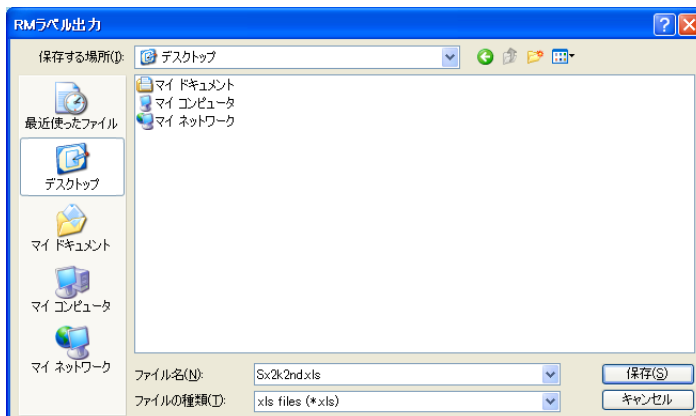 RMラベル出力
保存する場所(I): デスクトップ
マイ ドキュメント
マイ コンピュータ
マイ ネットワーク
最近使ったファイル
デスクトップ
マイ ドキュメント
マイ コンピュータ
マイ ネットワーク
ファイル名(N): Sx2k2nd.xls 保存(S)
ファイルの種類(T): xls files (*.xls) キャンセル